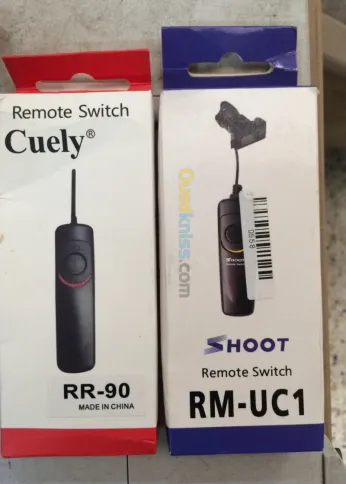 Remote Switch
Cuely®
RR-90
MADE IN CHINA
Ouedkniss.com
SHOOT
Remote Switch
RM-UC1